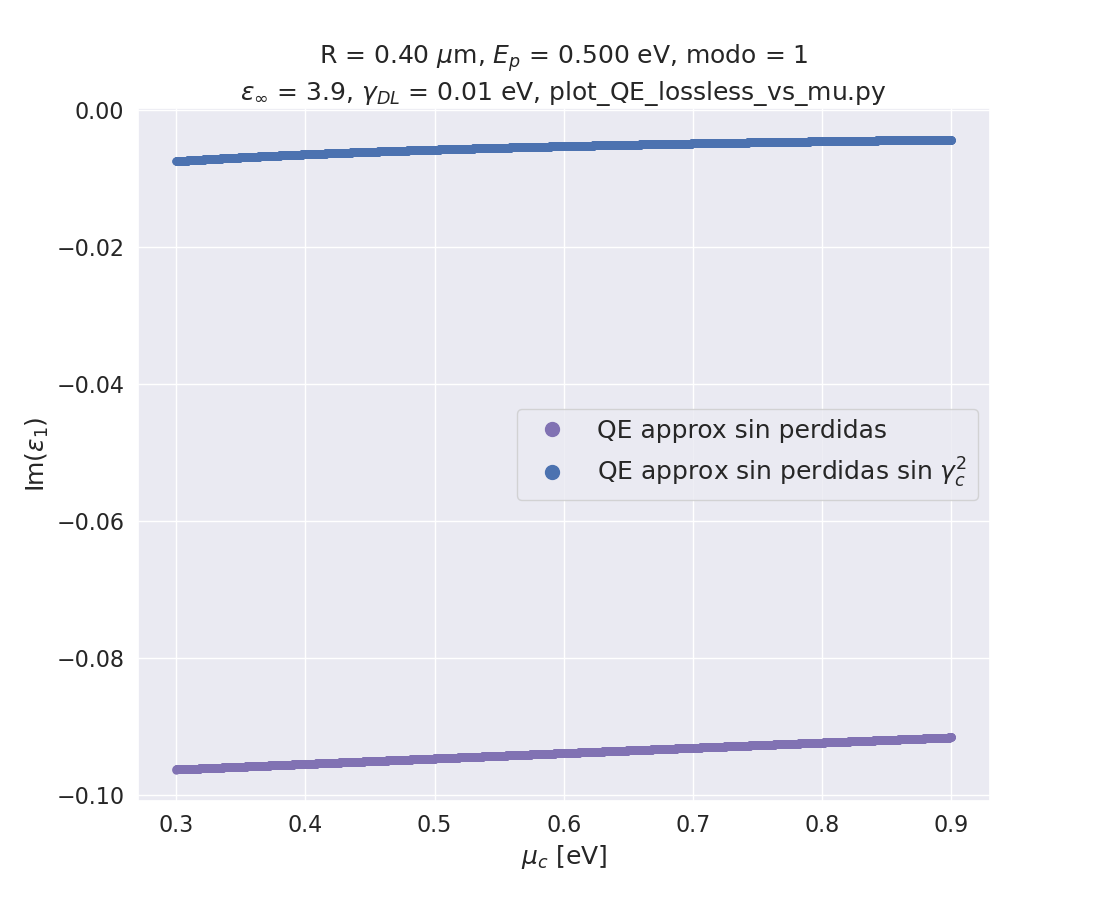 R = 0.40 μm, E_p = 0.500 eV, modo = 1
ε_∞ = 3.9, γ_DL = 0.01 eV, plot_QE_lossless_vs_mu.py
0.00
−0.02
−0.04
−0.06
−0.08
−0.10
Im(ε₁)
QE approx sin perdidas
QE approx sin perdidas sin γ_c^2
0.3 0.4 0.5 0.6 0.7 0.8 0.9
μ_c [eV]